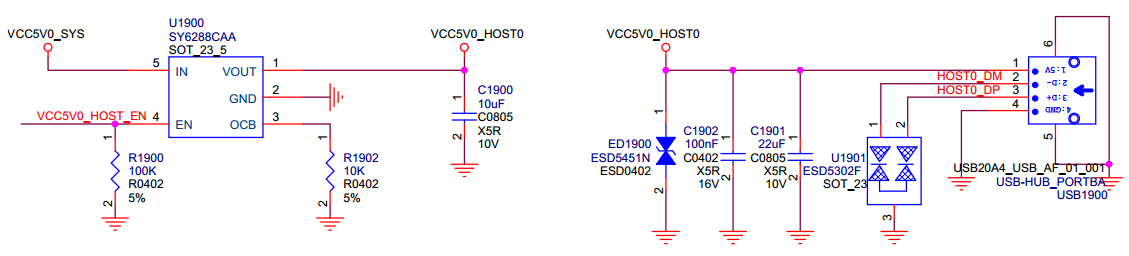 U1900
SY6288CAA
SOT_23_5
VCC5V0_SYS
VCC5V0_HOST0
5
IN
VOUT
1
GND
2
VCC5V0_HOST_EN
4
EN
OCB
3
1
R1900
100K
R0402
5%
2
1
R1902
10K
R0402
5%
2
1
C1900
10uF
C0805
X5R
10V
2
VCC5V0_HOST0
1
ED1900
ESD5451N
ESD0402
2
1
C1902
100nF
C0402
X5R
16V
2
1
C1901
22uF
C0805
X5R
10V
2
1
2
U1901
ESD5302F
SOT_23
3
6
1
1:5V
HOST0_DM
2
2:D-
HOST0_DP
3
3:D+
4
4:GND
5
USB20A4_USB_AF_01_001
USB-HUB_PORTBA
USB1900